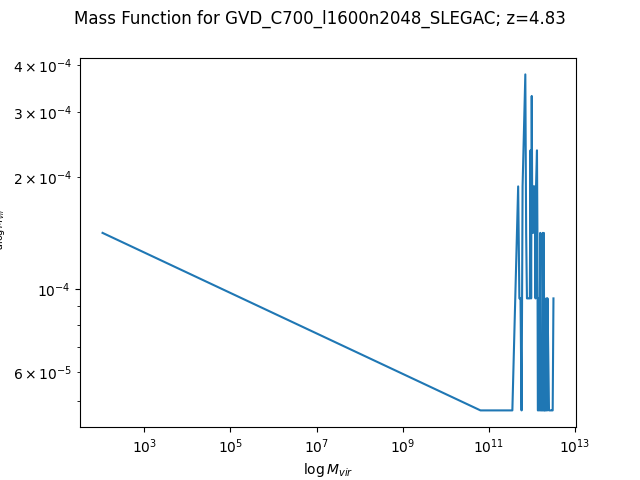 Mass Function for GVD_C700_l1600n2048_SLEGAC; z=4.83
4 × 10⁻⁴
3 × 10⁻⁴
2 × 10⁻⁴
10⁻⁴
6 × 10⁻⁵
10³ 10⁵ 10⁷ 10⁹ 10¹¹ 10¹³
log M_vir